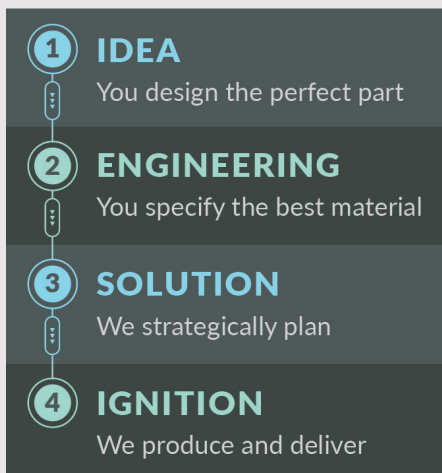 1 IDEA
You design the perfect part
2 ENGINEERING
You specify the best material
3 SOLUTION
We strategically plan
4 IGNITION
We produce and deliver